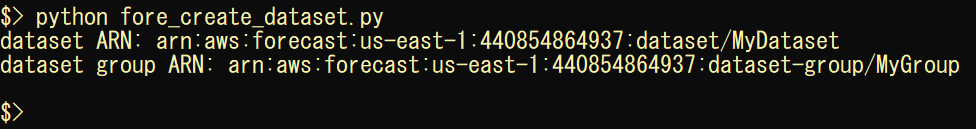 $> python fore_create_dataset.py
dataset ARN: arn:aws:forecast:us-east-1:440854864937:dataset/MyDataset
dataset group ARN: arn:aws:forecast:us-east-1:440854864937:dataset-group/MyGroup
$>